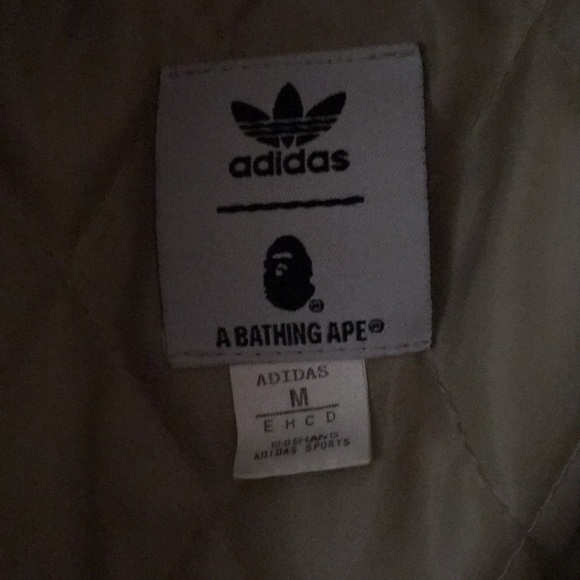 adidas
A BATHING APE®
ADIDAS
M
E H C D
ADIDAS SPORTS